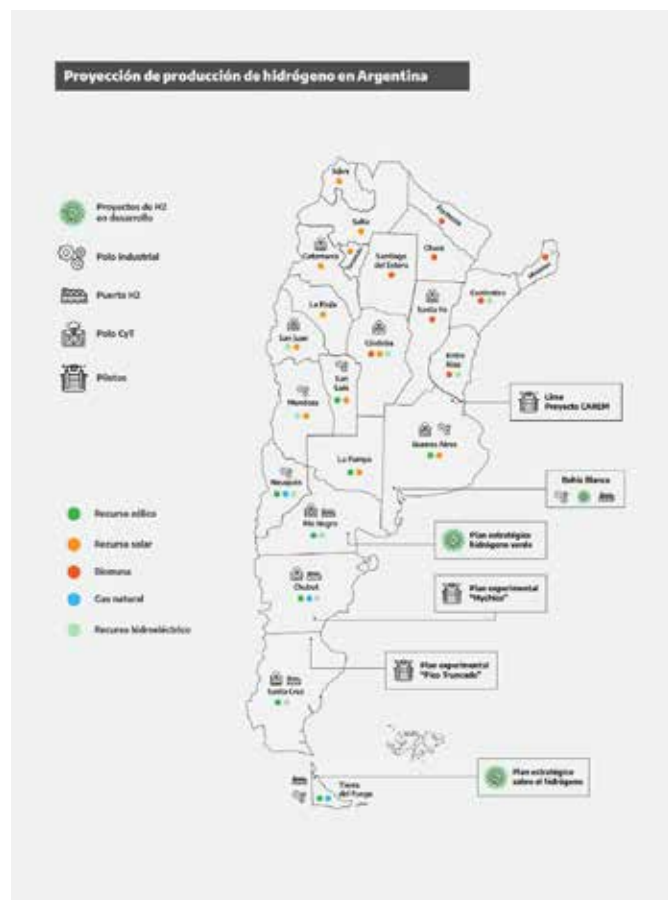 Proyección de producción de hidrógeno en Argentina
Proyectos de H2
en desarrollo
Polo industrial
Puerto H2
Polo CyT
Pilotos
Jujuy
Salta
Formosa
Catamarca
Tucumán
Santiago
del Estero
Chaco
Misiones
Corrientes
La Rioja
Santa Fe
San Juan
Córdoba
Entre
Ríos
San
Luis
Mendoza
Lima
Proyecto CAREM
Buenos Aires
La Pampa
Neuquén
Bahía Blanca
Río Negro
Plan estratégico
hidrógeno verde
Recurso eólico
Recurso solar
Biomasa
Gas natural
Recurso hidroeléctrico
Chubut
Plan experimental
"Hychico"
Plan experimental
"Pico Truncado"
Santa Cruz
Plan estratégico
sobre el hidrógeno
Tierra
del Fuego